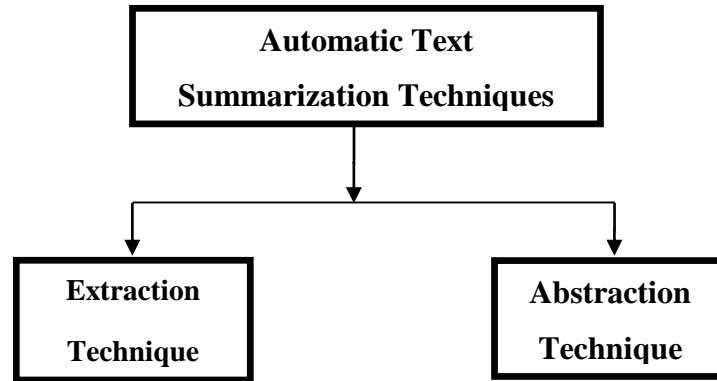 Automatic Text
Summarization Techniques
Extraction
Technique
Abstraction
Technique